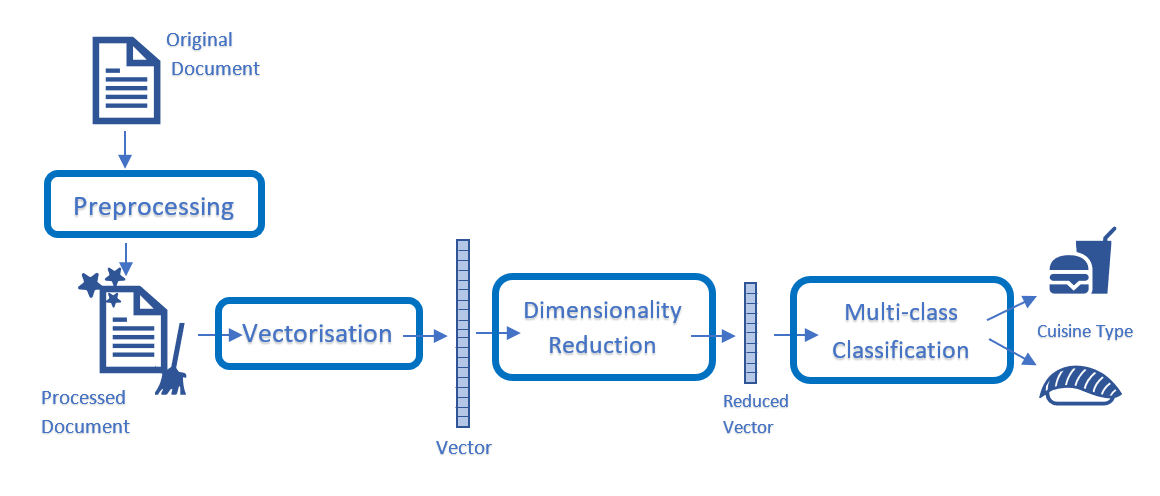 Original
Document
Preprocessing
Processed
Document
Vectorisation
Vector
Dimensionality
Reduction
Reduced
Vector
Multi-class
Classification
Cuisine Type